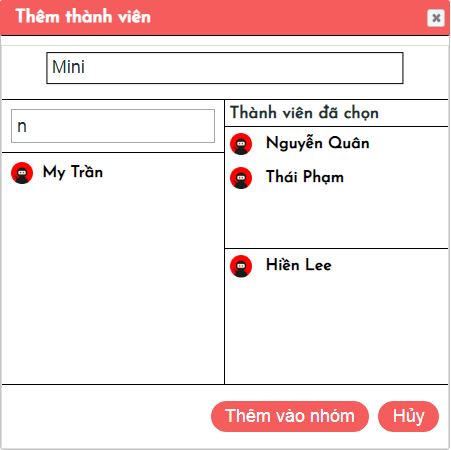 Thêm thành viên
Mini
n
My Trần
Thành viên đã chọn
Nguyễn Quân
Thái Phạm
Hiền Lee
Thêm vào nhóm
Hủy